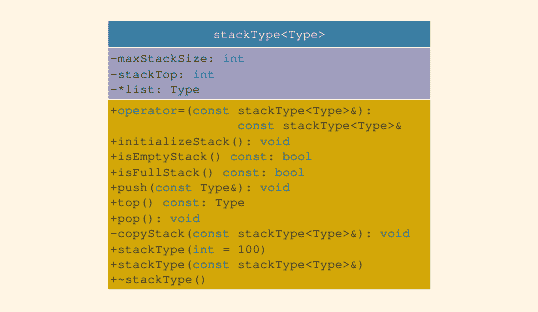 stackType<Type>
-maxStackSize: int
-stackTop: int
-*list: Type
+operator=(const stackType<Type>&):
const stackType<Type>&
+initializeStack(): void
+isEmptyStack() const: bool
+isFullStack() const: bool
+push(const Type&): void
+top() const: Type
+pop(): void
-copyStack(const stackType<Type>&): void
+stackType(int = 100)
+stackType(const stackType<Type>&)
+~stackType()